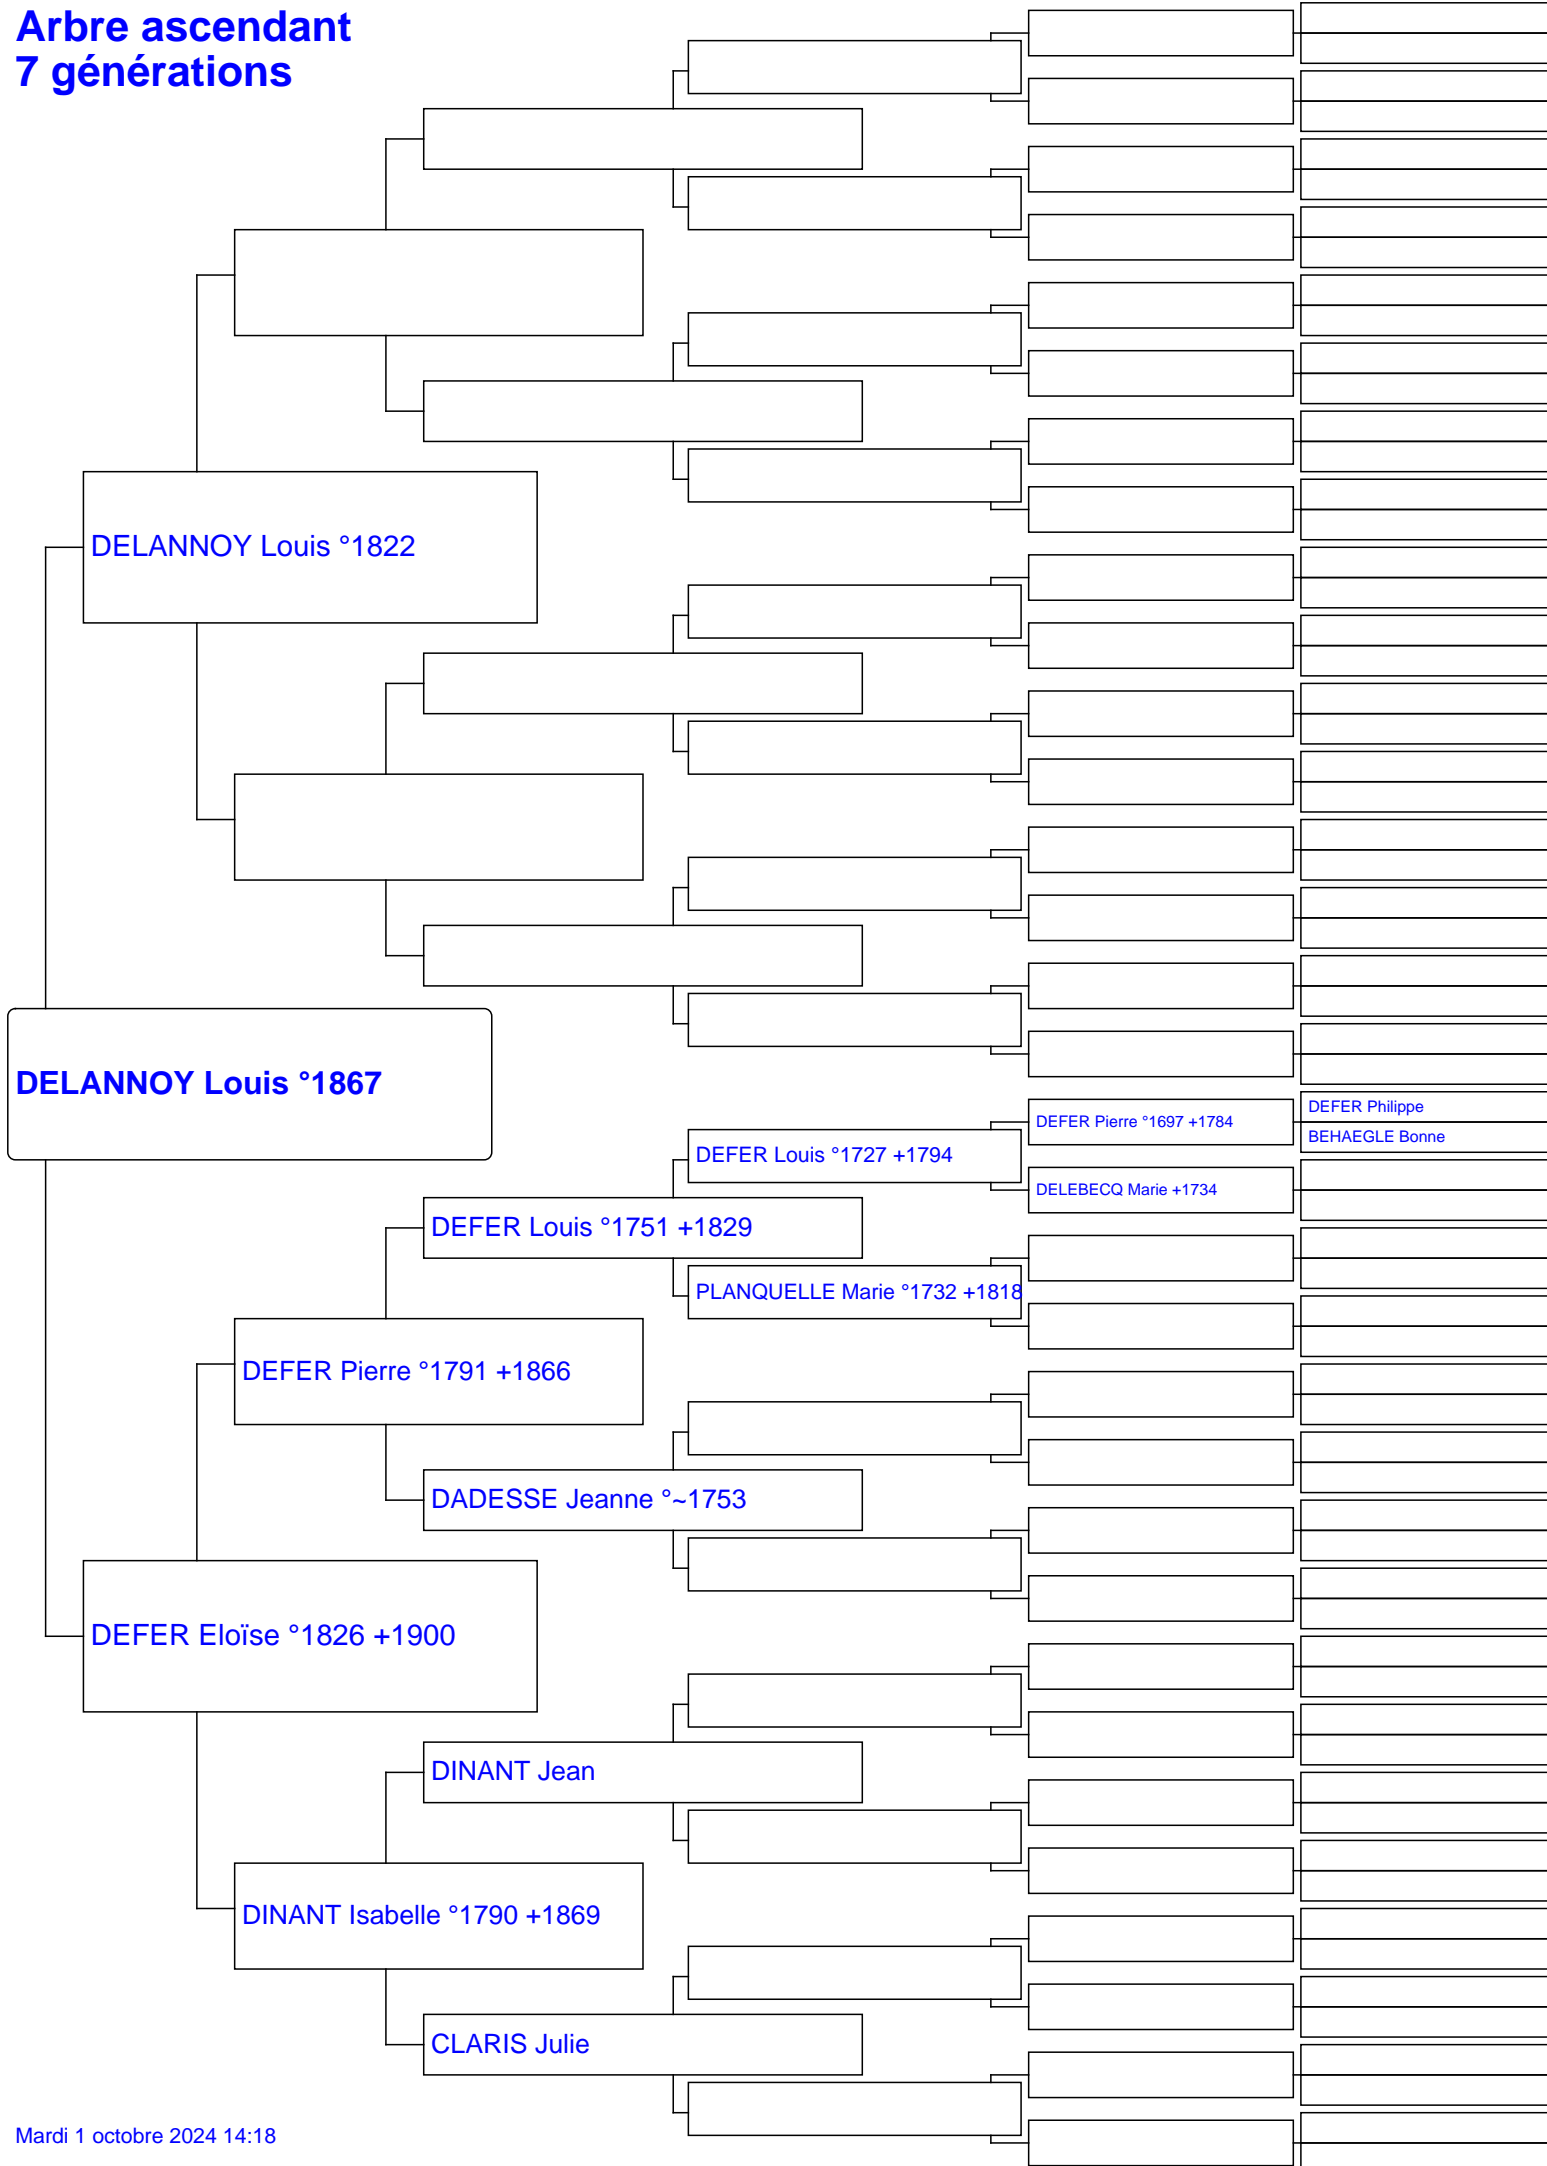 Arbre ascendant
7 générations
DELANNOY Louis °1822
DELANNOY Louis °1867
DEFER Philippe
DEFER Pierre °1697 +1784
BEHAEGLE Bonne
DEFER Louis °1727 +1794
DELEBECQ Marie +1734
DEFER Louis °1751 +1829
PLANQUELLE Marie °1732 +1818
DEFER Pierre °1791 +1866
DADESSE Jeanne °~1753
DEFER Eloïse °1826 +1900
DINANT Jean
DINANT Isabelle °1790 +1869
CLARIS Julie
Mardi 1 octobre 2024 14:18